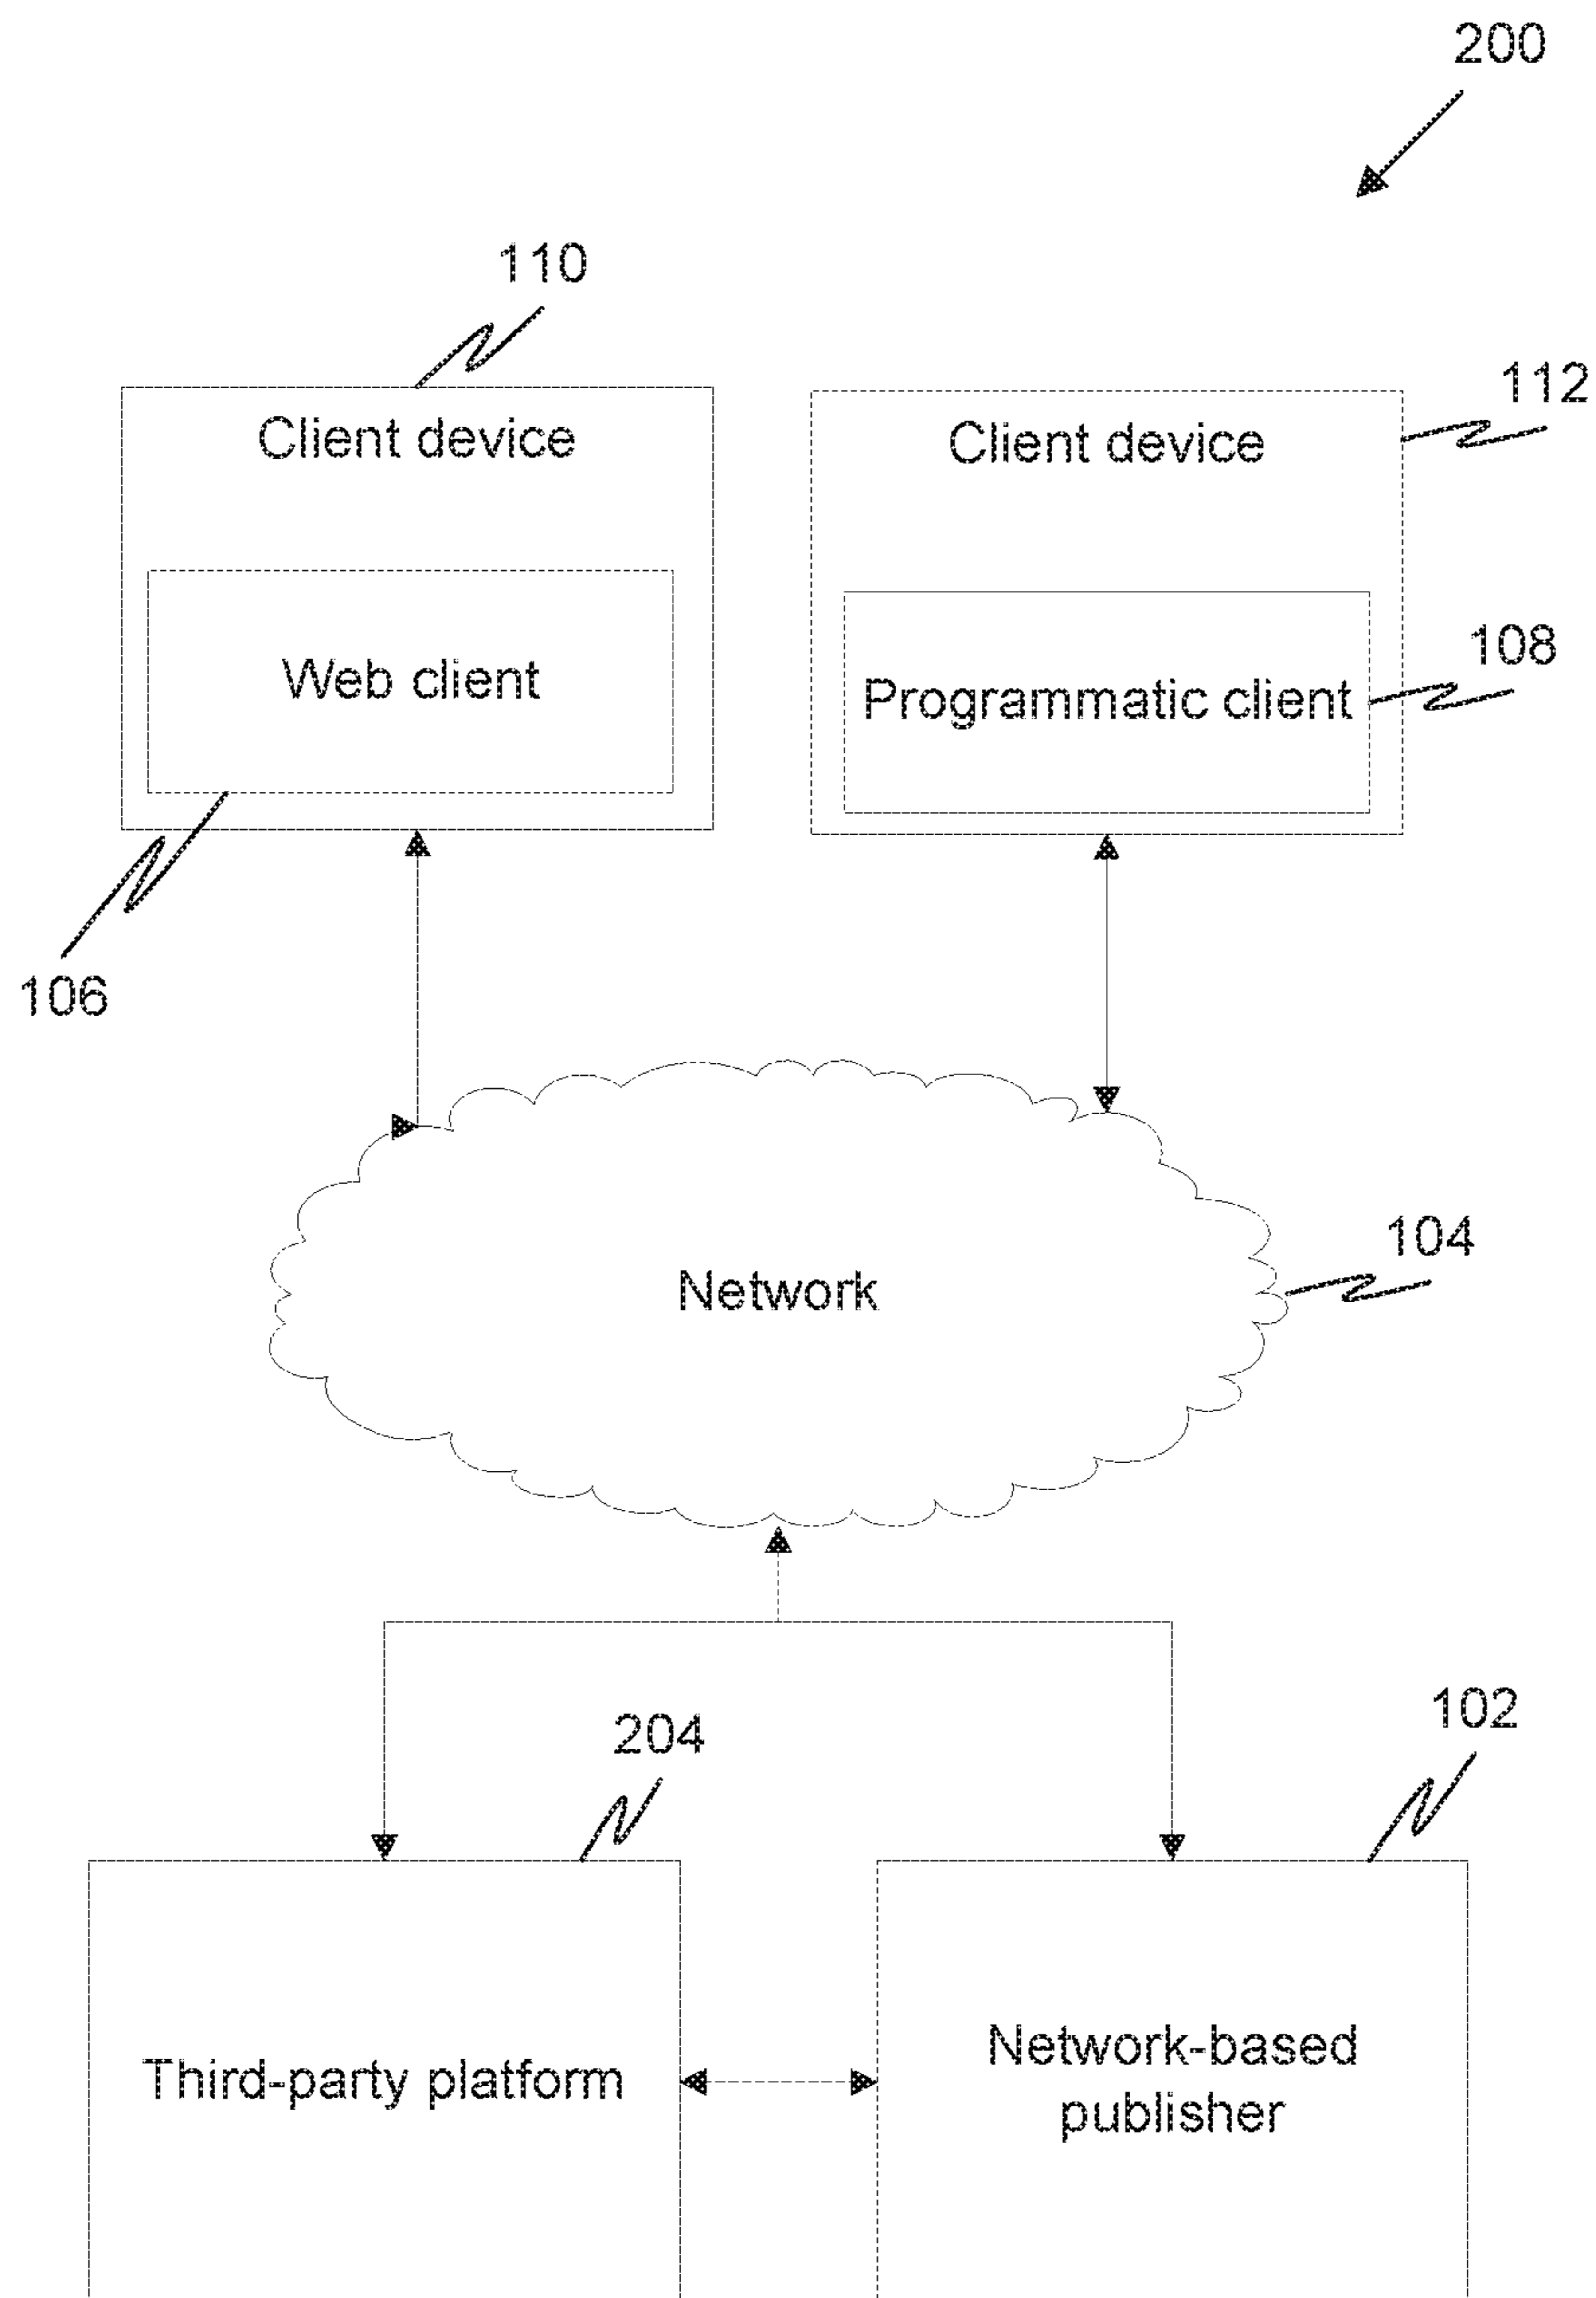 200
110
112
Client device
Client device
108
Web client
Programmatic client
106
104
Network
204
102
Third-party platform
Network-based
publisher